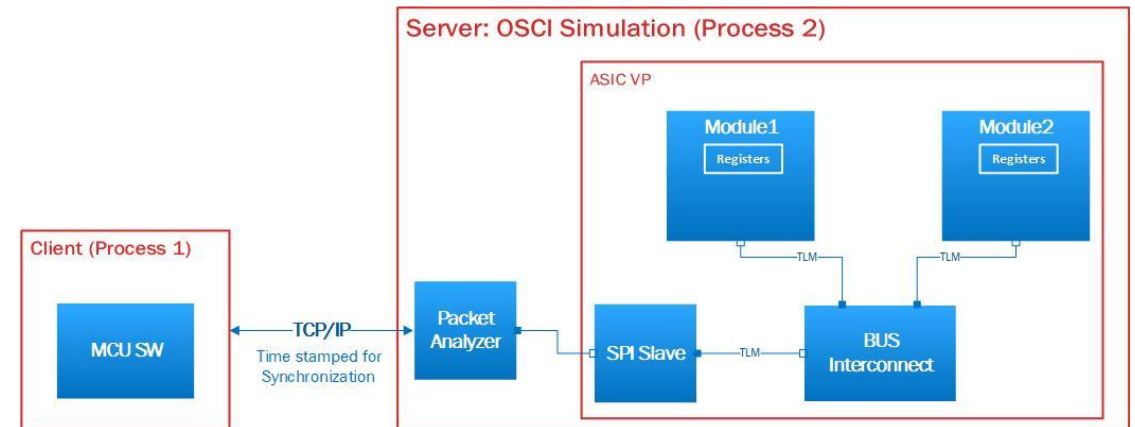 Server: OSCI Simulation (Process 2)
ASIC VP
Module1
Registers
Module2
Registers
TLM
TLM
Client (Process 1)
MCU SW
TCP/IP
Time stamped for
Synchronization
Packet
Analyzer
SPI Slave
TLM
BUS
Interconnect